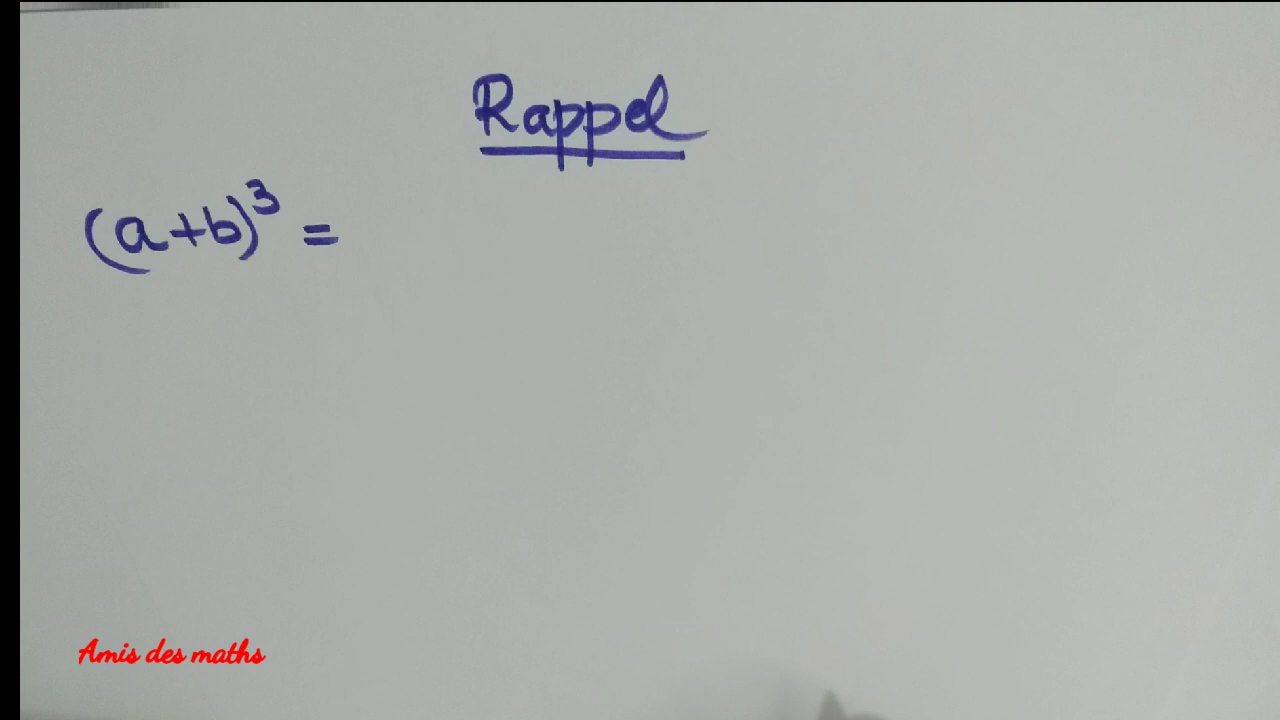 Rappel
(a+b)³ =
Amis des maths